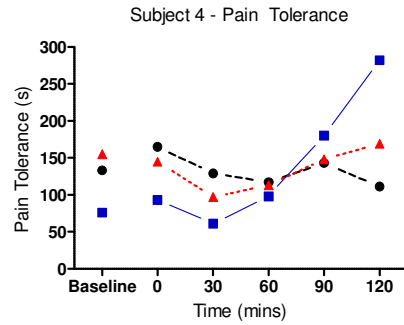 Subject 4 - Pain Tolerance
Pain Tolerance (s)
300
250
200
150
100
50
0
Baseline 0 30 60 90 120
Time (mins)